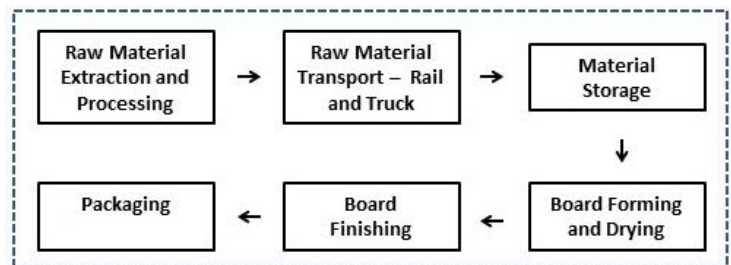 Raw Material
Extraction and
Processing
Raw Material
Transport – Rail
and Truck
Material
Storage
Packaging
Board
Finishing
Board Forming
and Drying